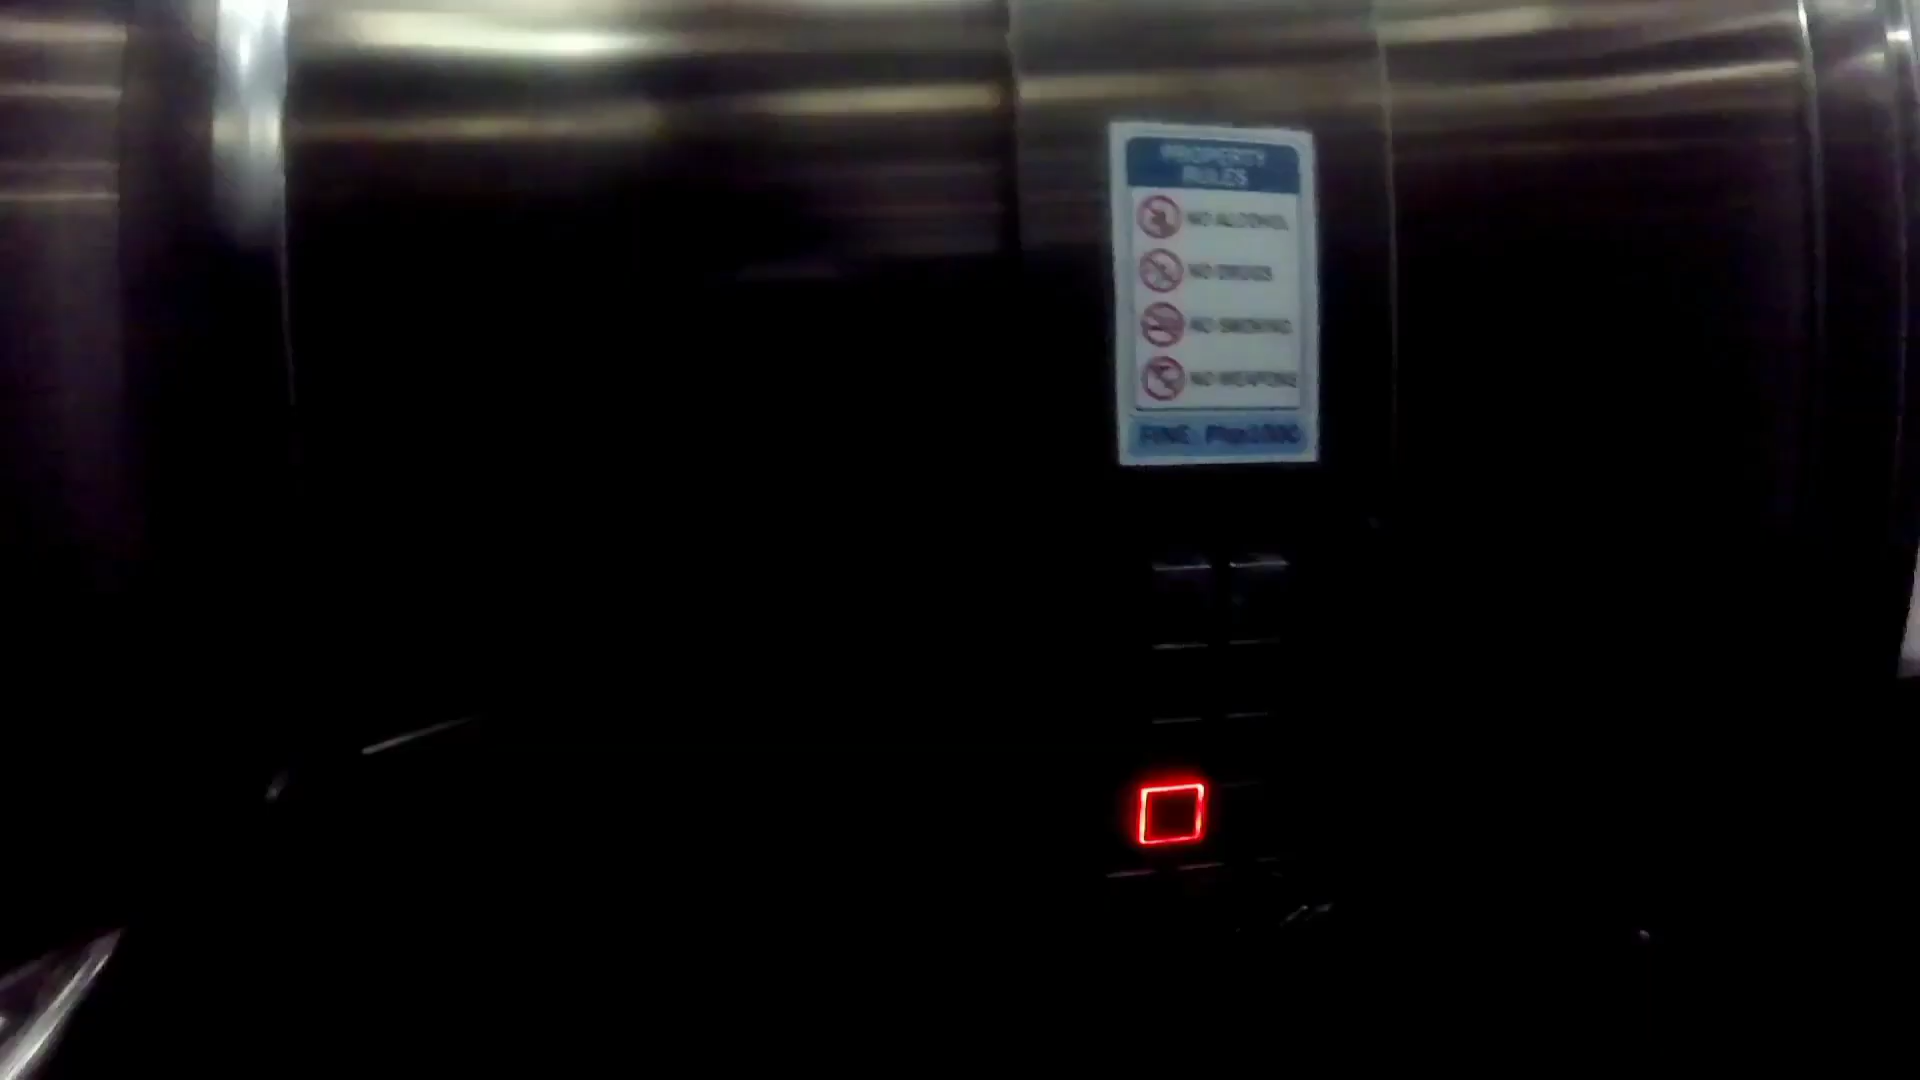 PROPERTY
RULES
NO ALCOHOL
NO DRUGS
NO SMOKING
NO WEAPONS
FINE: